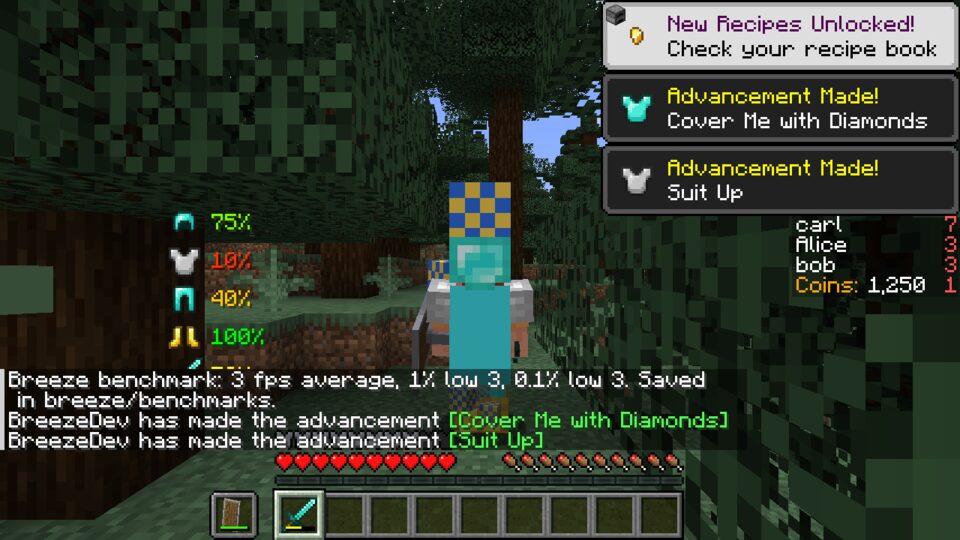 New Recipes Unlocked!
Check your recipe book
Advancement Made!
Cover Me with Diamonds
Advancement Made!
Suit Up
carl 7
Alice 3
bob 3
Coins: 1,250 1
75%
10%
40%
100%
Breeze benchmark: 3 fps average, 1% low 3, 0.1% low 3. Saved
in breeze/benchmarks.
BreezeDev has made the advancement [Cover Me with Diamonds]
BreezeDev has made the advancement [Suit Up]